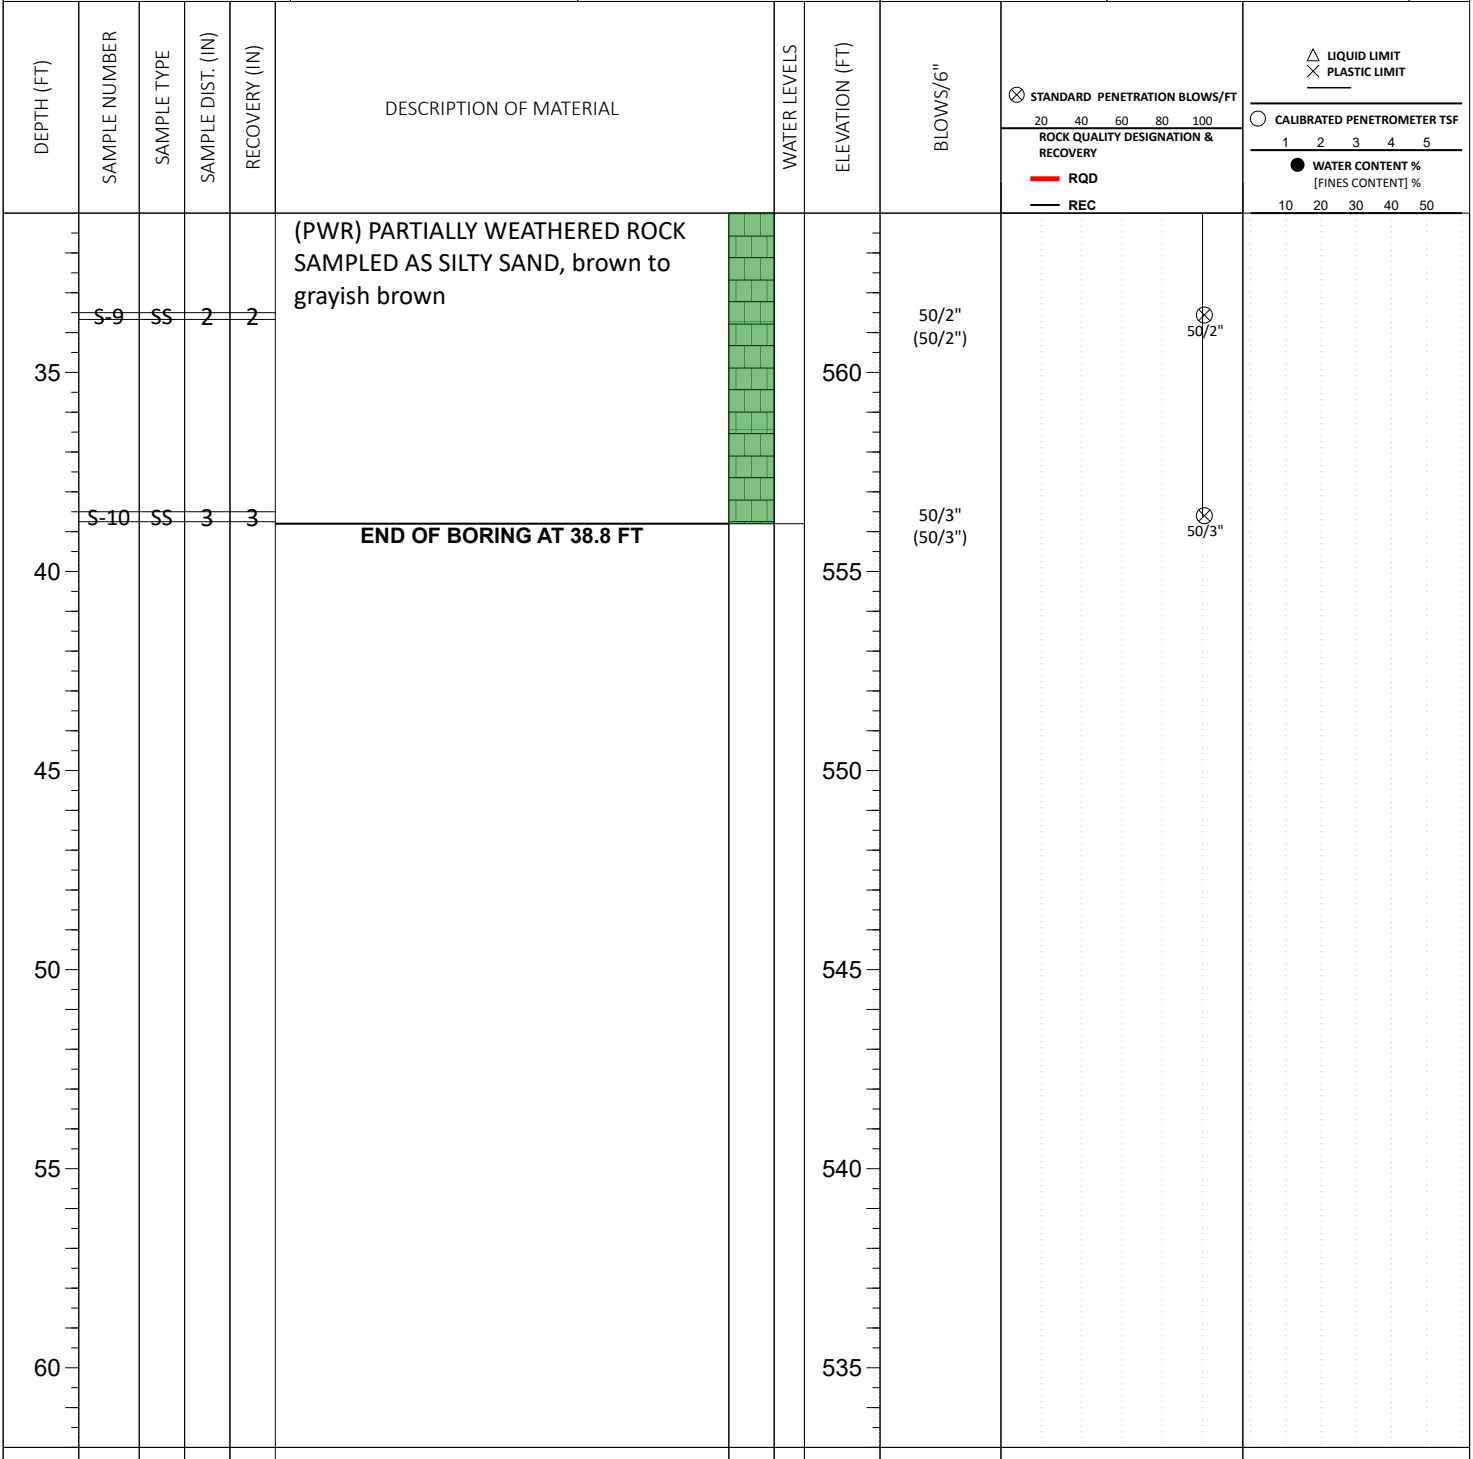 DEPTH (FT)
SAMPLE NUMBER
SAMPLE TYPE
SAMPLE DIST. (IN)
RECOVERY (IN)
DESCRIPTION OF MATERIAL
WATER LEVELS
ELEVATION (FT)
BLOWS/6"
STANDARD PENETRATION BLOWS/FT
20 40 60 80 100
ROCK QUALITY DESIGNATION &
RECOVERY
RQD
REC
LIQUID LIMIT
PLASTIC LIMIT
CALIBRATED PENETROMETER TSF
1 2 3 4 5
WATER CONTENT %
[FINES CONTENT] %
10 20 30 40 50
(PWR) PARTIALLY WEATHERED ROCK
SAMPLED AS SILTY SAND, brown to
grayish brown
S-9 SS 2 2
50/2"
(50/2")
50/2"
35 560
S-10 SS 3 3
50/3"
(50/3")
50/3"
END OF BORING AT 38.8 FT
40 555
45 550
50 545
55 540
60 535